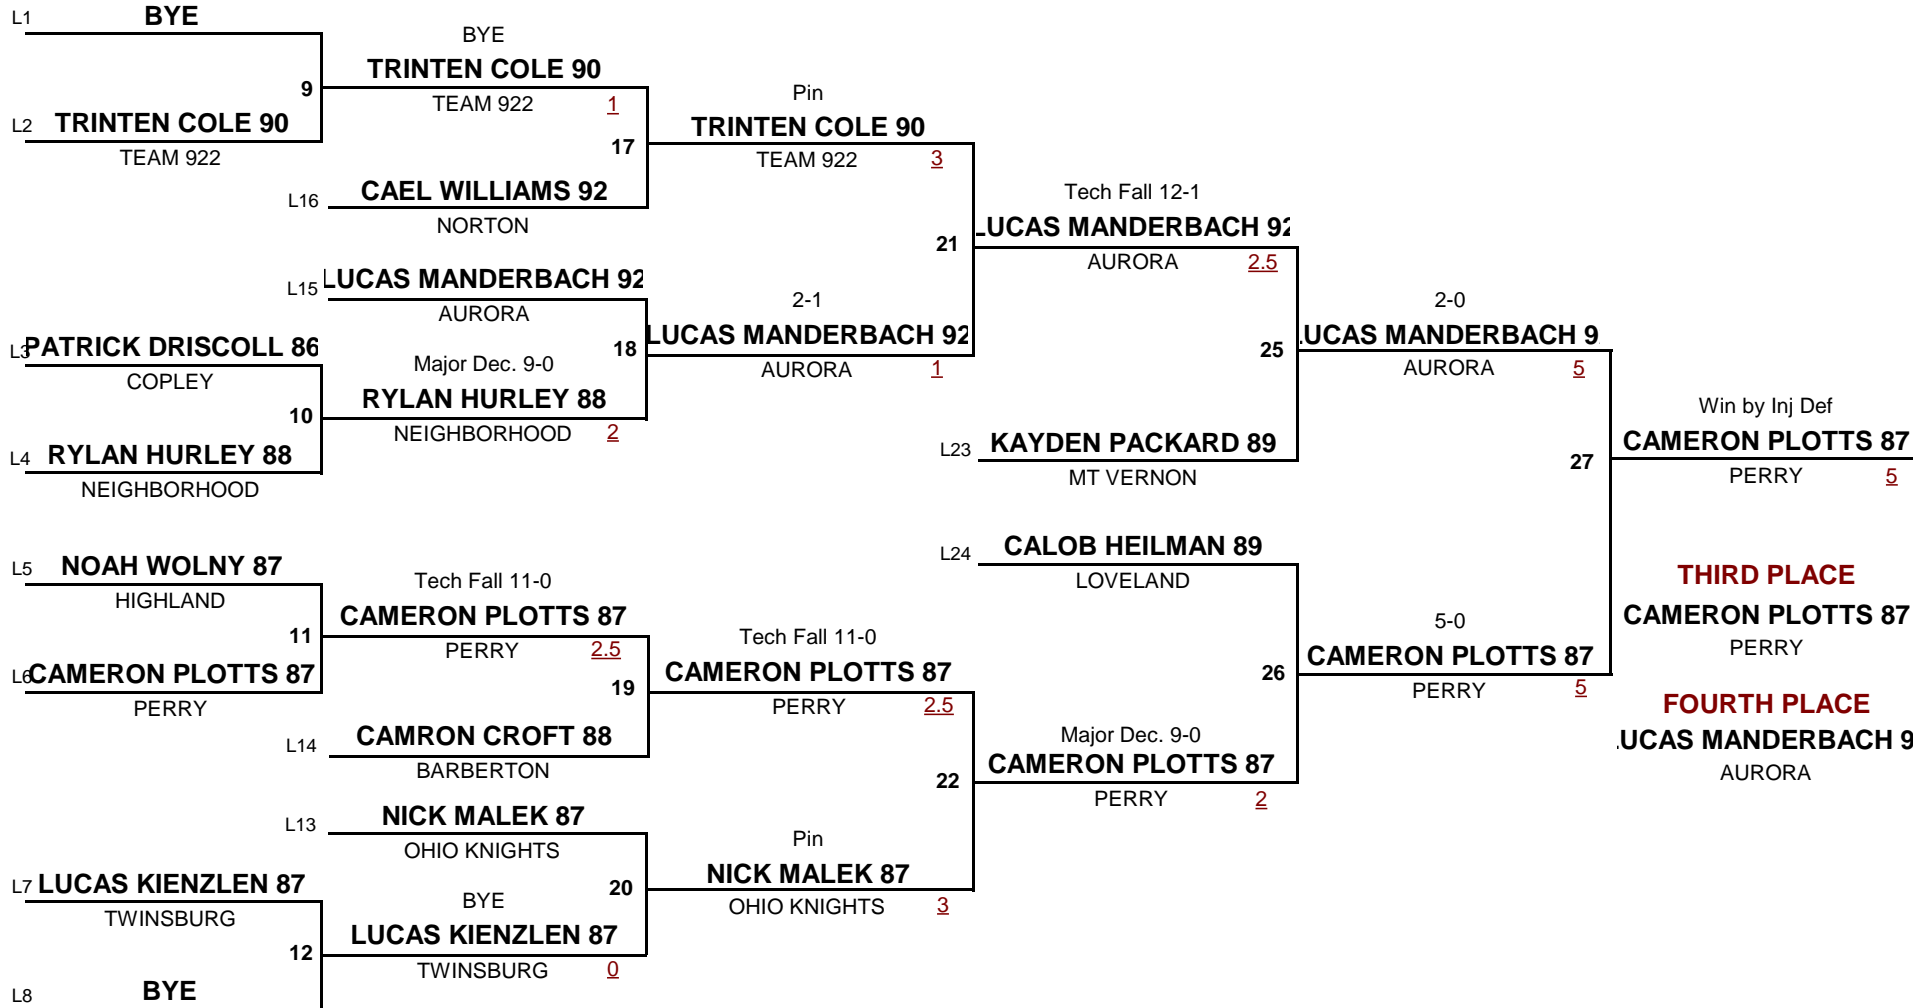 L1 BYE
BYE
TRINTEN COLE 90
9
TEAM 922 1
L2 TRINTEN COLE 90
TEAM 922
Pin
TRINTEN COLE 90
17
TEAM 922 3
L16 CAEL WILLIAMS 92
NORTON
Tech Fall 12-1
LUCAS MANDERBACH 92
21
AURORA 2.5
L15 LUCAS MANDERBACH 92
AURORA
2-1
LUCAS MANDERBACH 92
18
AURORA 1
L3 PATRICK DRISCOLL 86
COPLEY
Major Dec. 9-0
RYLAN HURLEY 88
10
NEIGHBORHOOD 2
L4 RYLAN HURLEY 88
NEIGHBORHOOD
2-0
LUCAS MANDERBACH 9
25
AURORA 5
L23 KAYDEN PACKARD 89
MT VERNON
Win by Inj Def
CAMERON PLOTTS 87
27
PERRY 5
L5 NOAH WOLNY 87
HIGHLAND
Tech Fall 11-0
CAMERON PLOTTS 87
11
PERRY 2.5
L6 CAMERON PLOTTS 87
PERRY
Tech Fall 11-0
CAMERON PLOTTS 87
19
PERRY 2.5
L14 CAMRON CROFT 88
BARBERTON
L24 CALOB HEILMAN 89
LOVELAND
5-0
CAMERON PLOTTS 87
26
PERRY 5
THIRD PLACE
CAMERON PLOTTS 87
PERRY
FOURTH PLACE
LUCAS MANDERBACH 9
AURORA
Major Dec. 9-0
CAMERON PLOTTS 87
22
PERRY 2
L13 NICK MALEK 87
OHIO KNIGHTS
Pin
NICK MALEK 87
20
OHIO KNIGHTS 3
L7 LUCAS KIENZLEN 87
TWINSBURG
BYE
LUCAS KIENZLEN 87
12
TWINSBURG 0
L8 BYE